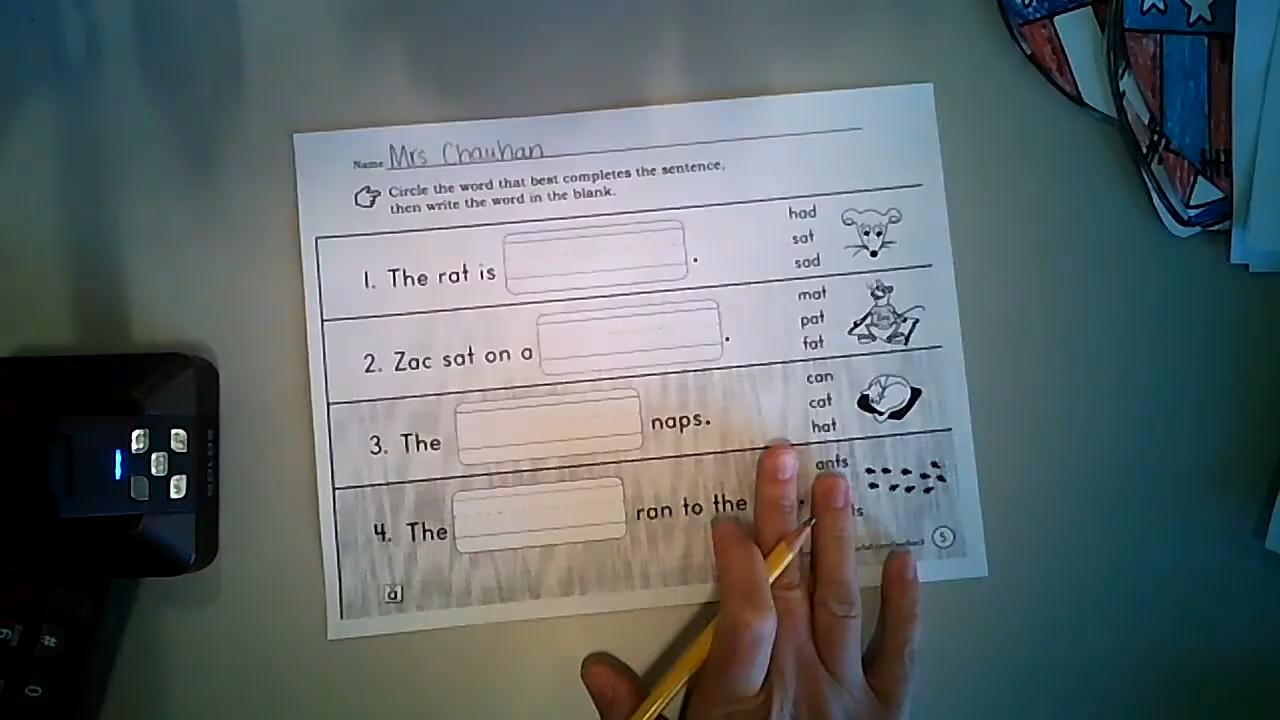 Name Mrs Chauhan
Circle the word that best completes the sentence,
then write the word in the blank.
1. The rat is .
had
sat
sad
2. Zac sat on a .
mat
pat
fat
3. The naps.
can
cat
hat
4. The ran to the .
ants
a
5